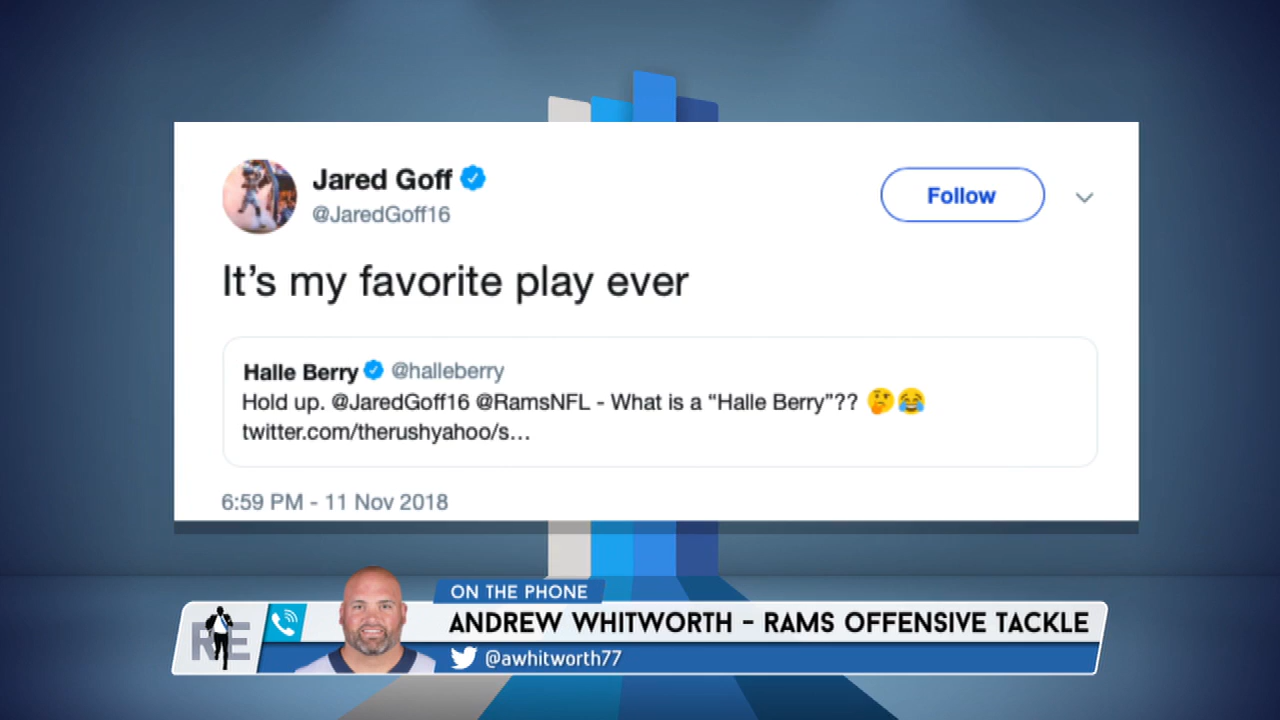 Jared Goff
@JaredGoff16
Follow
It's my favorite play ever
Halle Berry @halleberry
Hold up. @JaredGoff16 @RamsNFL - What is a “Halle Berry”?? 🤔😂
twitter.com/therushyahoo/s...
6:59 PM - 11 Nov 2018
ON THE PHONE
RE
ANDREW WHITWORTH - RAMS OFFENSIVE TACKLE
@awhitworth77